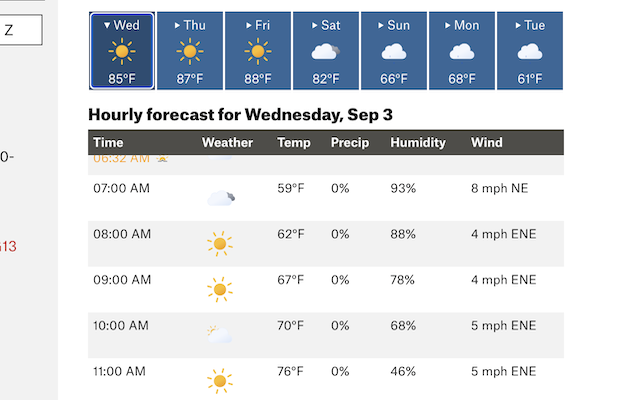 Z
0-
13
▼ Wed ▶ Thu ▶ Fri ▶ Sat ▶ Sun ▶ Mon ▶ Tue
85°F 87°F 88°F 82°F 66°F 68°F 61°F
Hourly forecast for Wednesday, Sep 3
Time Weather Temp Precip Humidity Wind
06:32 AM
07:00 AM 59°F 0% 93% 8 mph NE
08:00 AM 62°F 0% 88% 4 mph ENE
09:00 AM 67°F 0% 78% 4 mph ENE
10:00 AM 70°F 0% 68% 5 mph ENE
11:00 AM 76°F 0% 46% 5 mph ENE